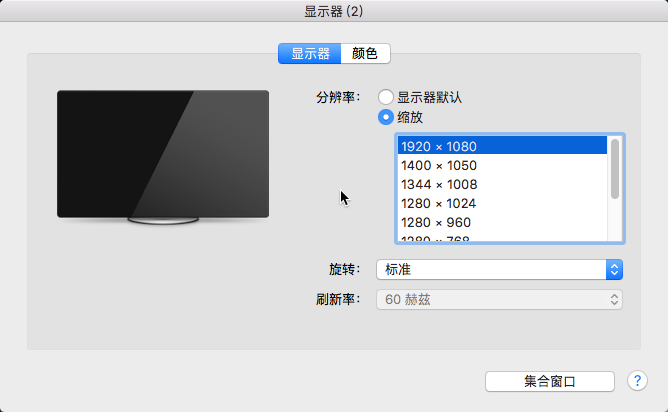 显示器 (2)
显示器 颜色
分辨率： 显示器默认
缩放
1920 × 1080
1400 × 1050
1344 × 1008
1280 × 1024
1280 × 960
1280 × 768
旋转： 标准
刷新率： 60 赫兹
集合窗口 ?